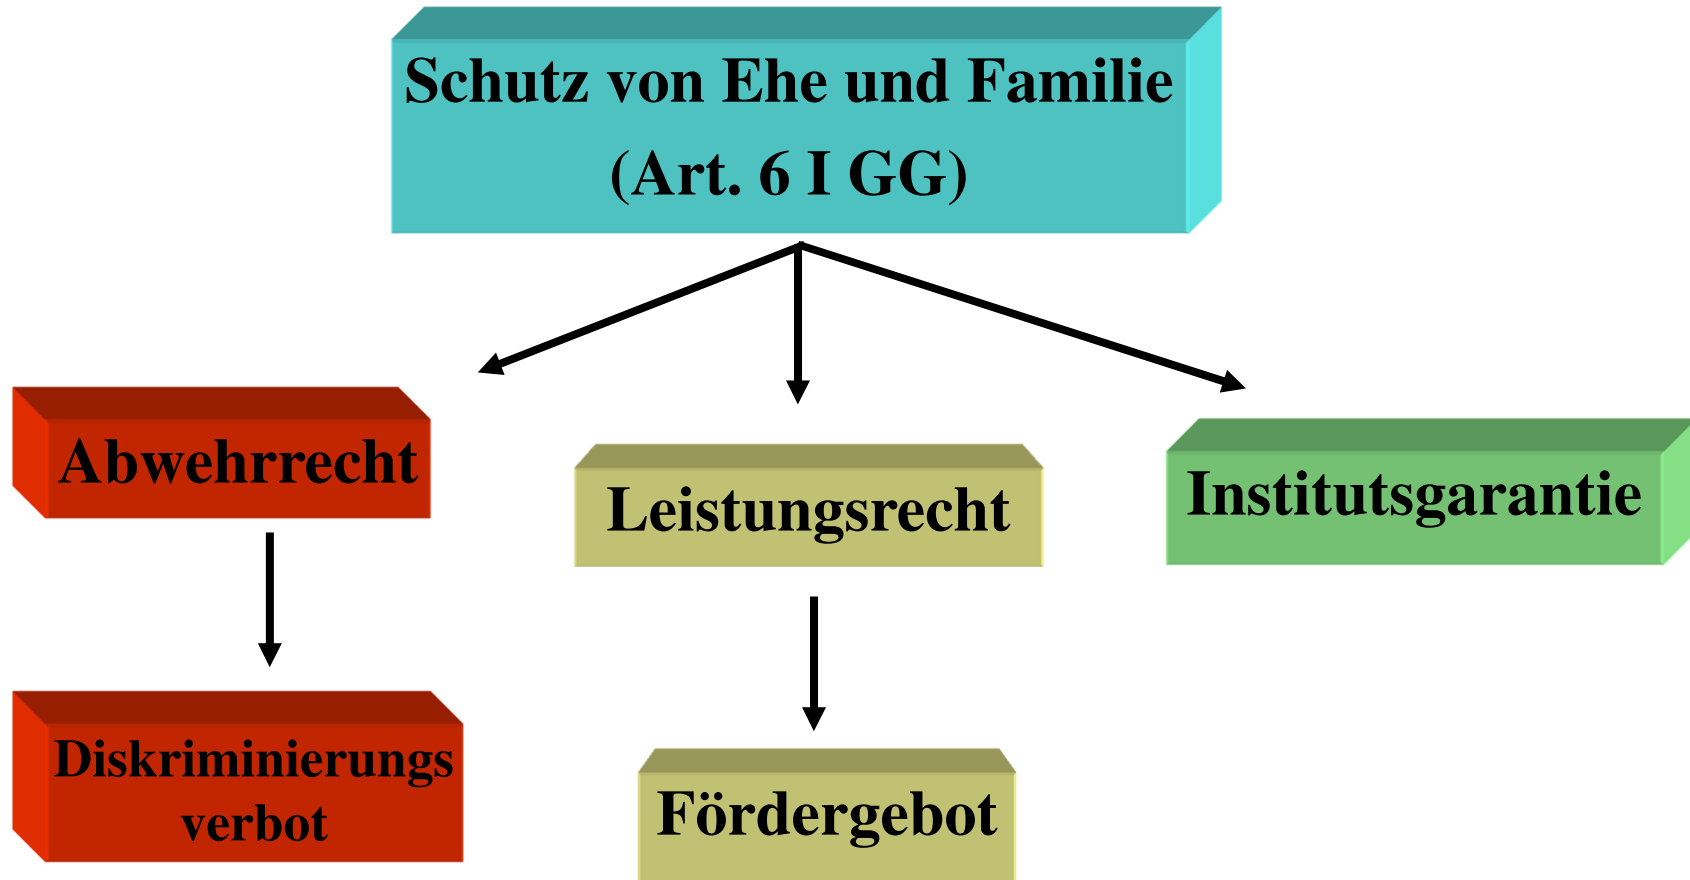 Schutz von Ehe und Familie
(Art. 6 I GG)
Abwehrrecht
Leistungsrecht
Institutsgarantie
Diskriminierungs
verbot
Fördergebot